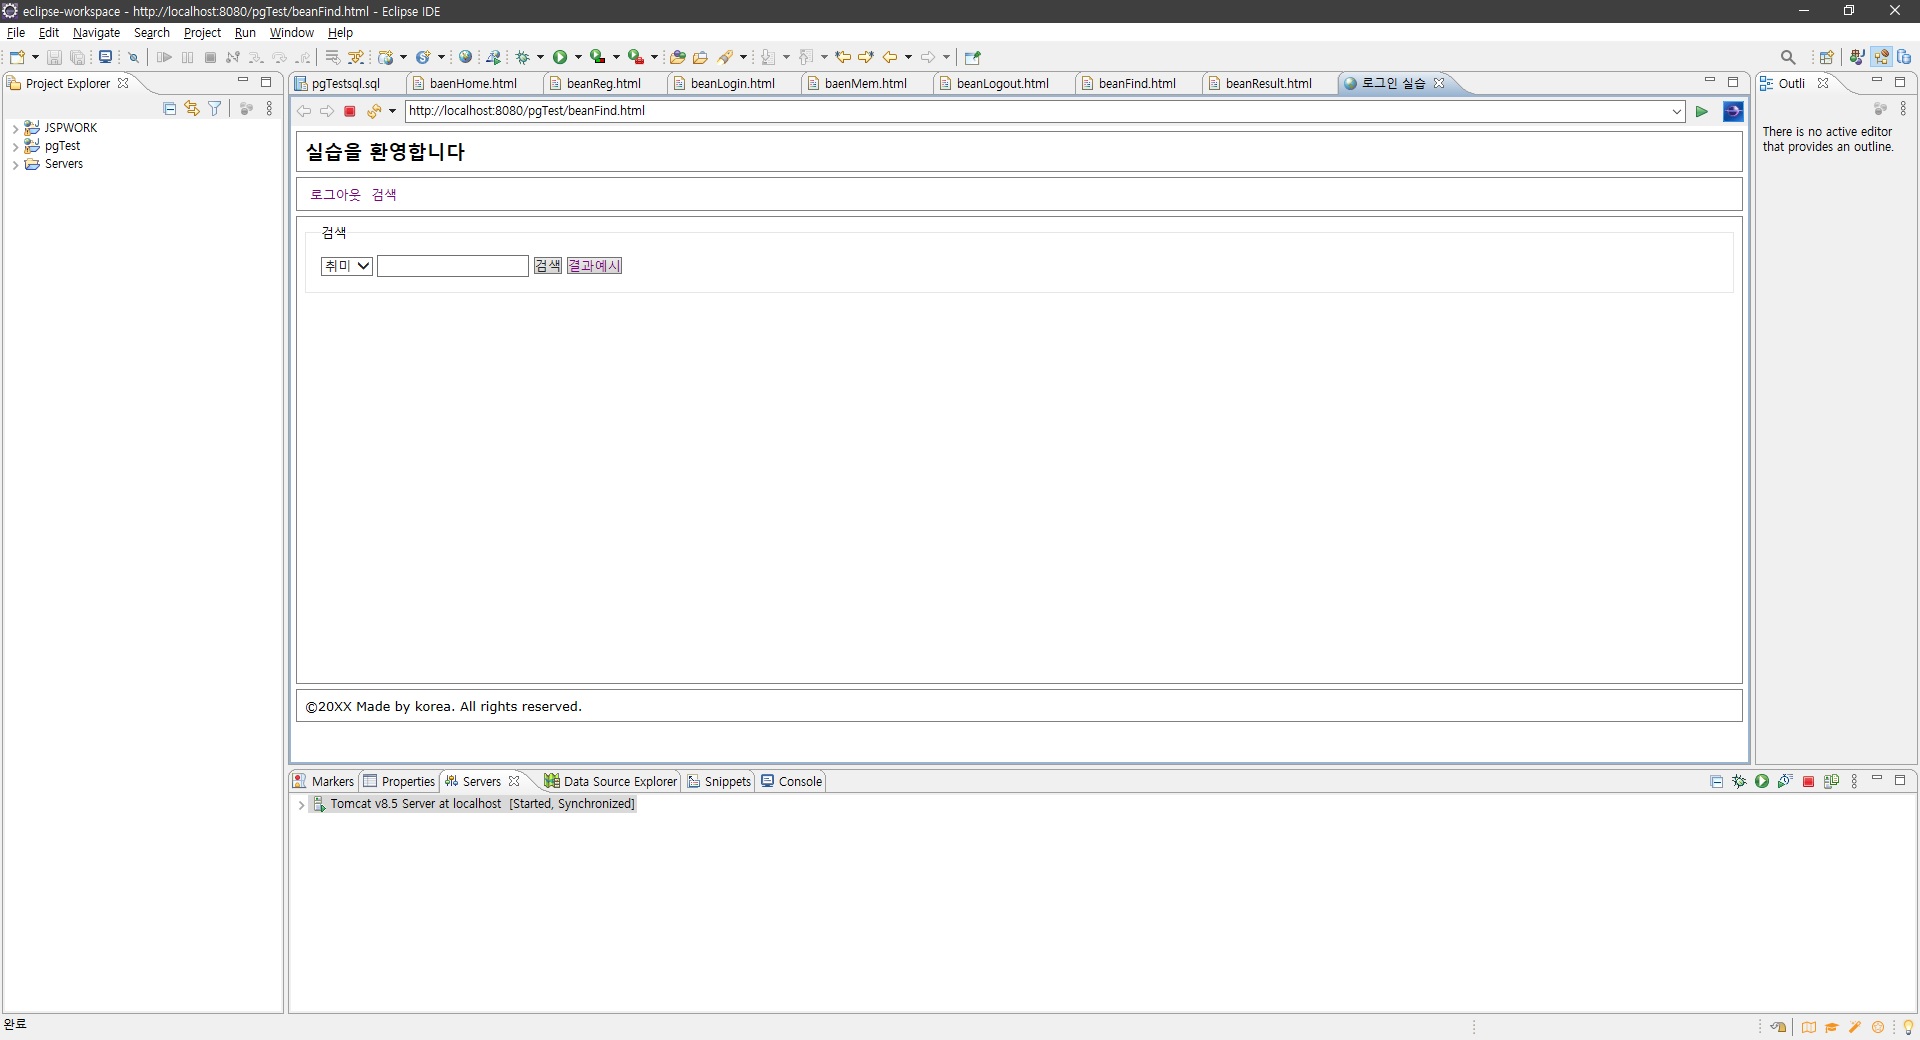 eclipse-workspace - http://localhost:8080/pgTest/beanFind.html - Eclipse IDE
File Edit Navigate Search Project Run Window Help
Project Explorer
pgTestsql.sql baenHome.html beanReg.html beanLogin.html baenMem.html beanLogout.html beanFind.html beanResult.html 로그인 실습
Outli
http://localhost:8080/pgTest/beanFind.html
JSPWORK
pgTest
Servers
실습을 환영합니다
로그아웃 검색
검색
취미 검색 결과예시
©20XX Made by korea. All rights reserved.
There is no active editor
that provides an outline.
Markers Properties Servers Data Source Explorer Snippets Console
Tomcat v8.5 Server at localhost [Started, Synchronized]
완료